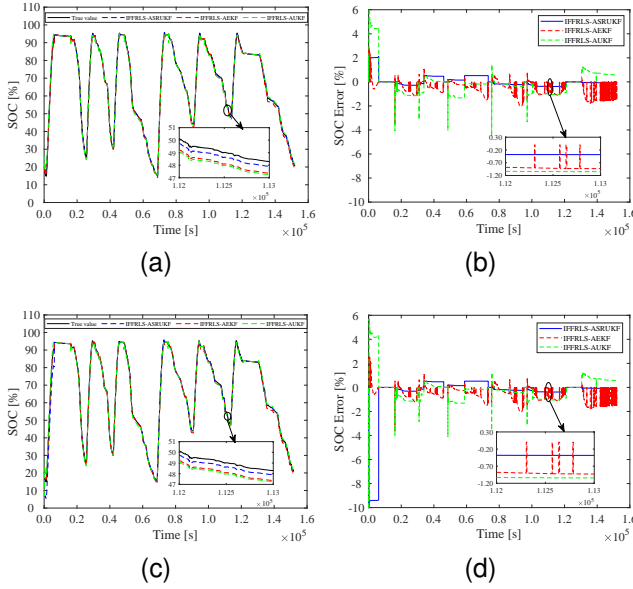 True value IFFRLS-ASRUKF IFFRLS-AEKF IFFRLS-AUKF
110
100
90
80
70
60
50
40
30
20
10
0
SOC [%]
51
50
49
48
47
1.12 1.125 1.13
×10⁵
0.0 0.2 0.4 0.6 0.8 1.0 1.2 1.4 1.6
Time [s] ×10⁵
(a)
IFFRLS-ASRUKF
IFFRLS-AEKF
IFFRLS-AUKF
6
4
2
0
-2
-4
-6
-8
-10
SOC Error [%]
0.30
-0.20
-0.70
-1.20
1.12 1.125 1.13
×10⁵
0.0 0.2 0.4 0.6 0.8 1.0 1.2 1.4 1.6
Time [s] ×10⁵
(b)
True value IFFRLS-ASRUKF IFFRLS-AEKF IFFRLS-AUKF
110
100
90
80
70
60
50
40
30
20
10
0
SOC [%]
51
50
49
48
47
1.12 1.125 1.13
×10⁵
0.0 0.2 0.4 0.6 0.8 1.0 1.2 1.4 1.6
Time [s] ×10⁵
(c)
IFFRLS-ASRUKF
IFFRLS-AEKF
IFFRLS-AUKF
6
4
2
0
-2
-4
-6
-8
-10
SOC Error [%]
0.30
-0.20
-0.70
-1.20
1.12 1.125 1.13
×10⁵
0.0 0.2 0.4 0.6 0.8 1.0 1.2 1.4 1.6
Time [s] ×10⁵
(d)